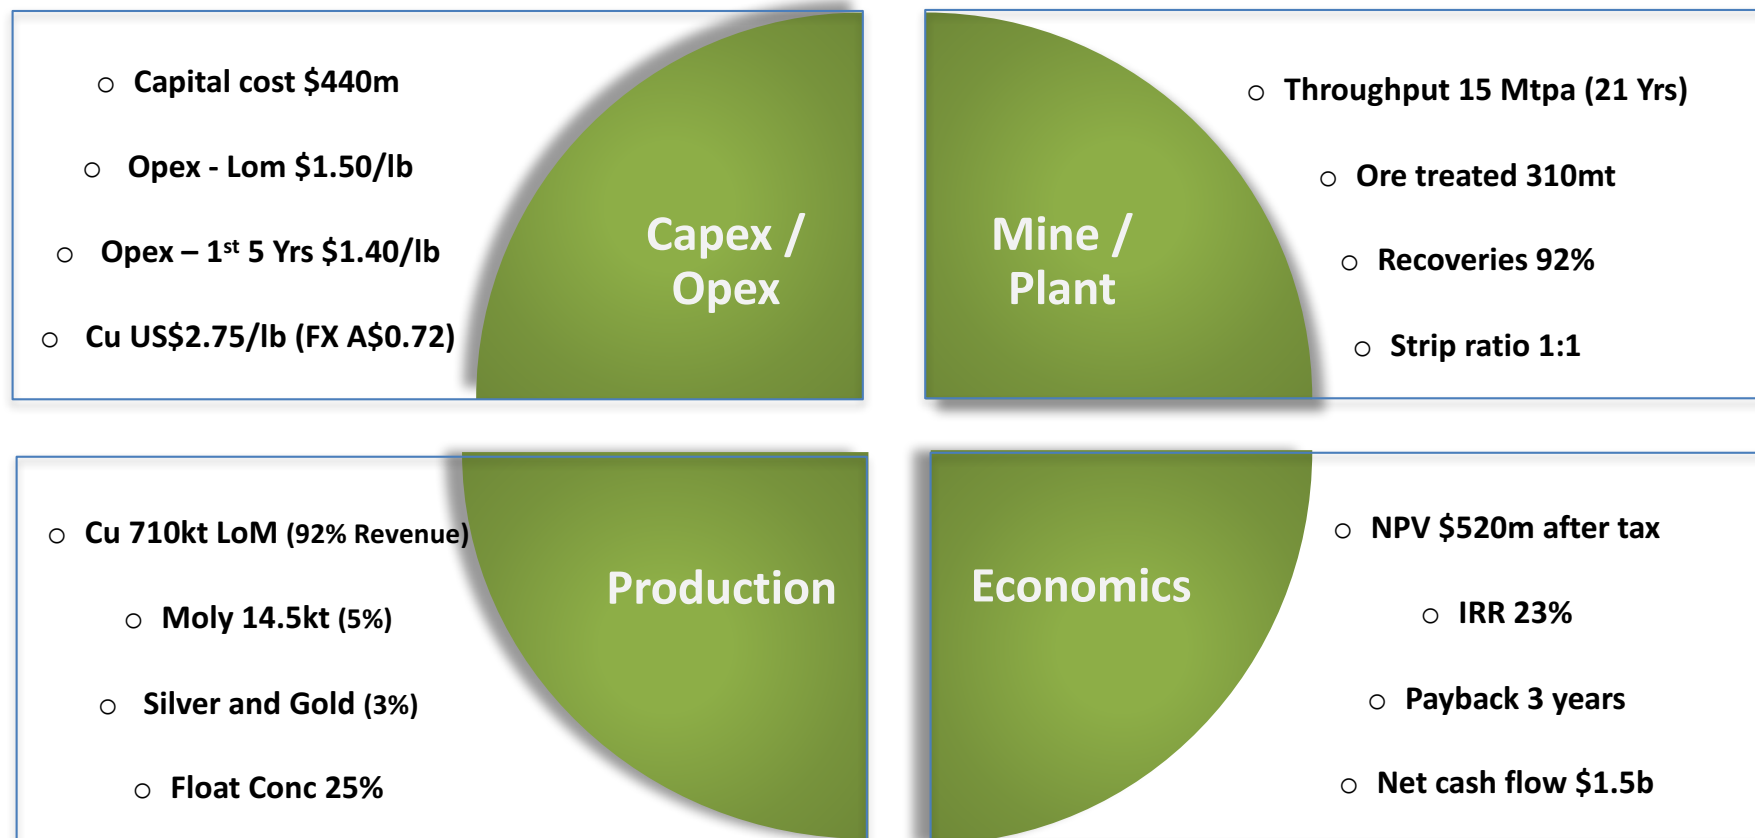 ○ Capital cost $440m
○ Opex - Lom $1.50/lb
○ Opex – 1st 5 Yrs $1.40/lb
○ Cu US$2.75/lb (FX A$0.72)
Capex /
Opex
Mine /
Plant
○ Throughput 15 Mtpa (21 Yrs)
○ Ore treated 310mt
○ Recoveries 92%
○ Strip ratio 1:1
○ Cu 710kt LoM (92% Revenue)
○ Moly 14.5kt (5%)
○ Silver and Gold (3%)
○ Float Conc 25%
Production
Economics
○ NPV $520m after tax
○ IRR 23%
○ Payback 3 years
○ Net cash flow $1.5b